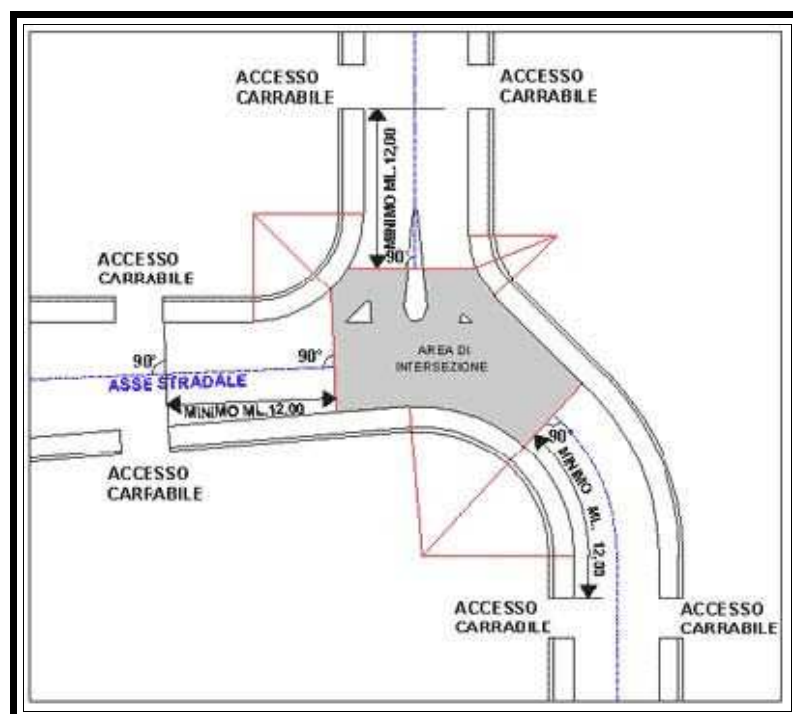 ACCESSO
CARRABILE
ACCESSO
CARRABILE
MINIMO ML. 12,00
90°
ACCESSO
CARRABILE
90°
90°
ASSE STRADALE
MINIMO ML. 12,00
AREA DI
INTERSEZIONE
90°
MINIMO ML. 12,00
ACCESSO
CARRABILE
ACCESSO
CARRABILE
ACCESSO
CARRABILE